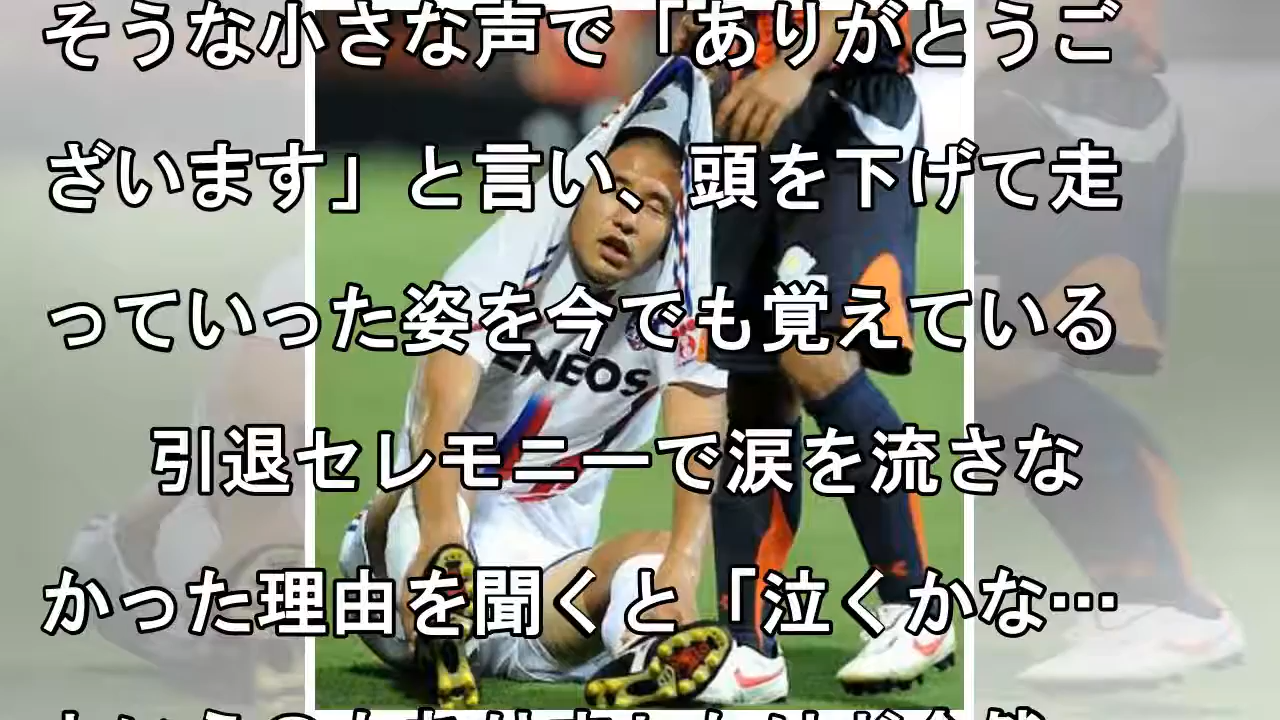 そうな小さな声で「ありがとうご
ざいます」と言い、頭を下げて走
っていった姿を今でも覚えている
引退セレモニーで涙を流さな
かった理由を聞くと「泣くかな…
ENEOS